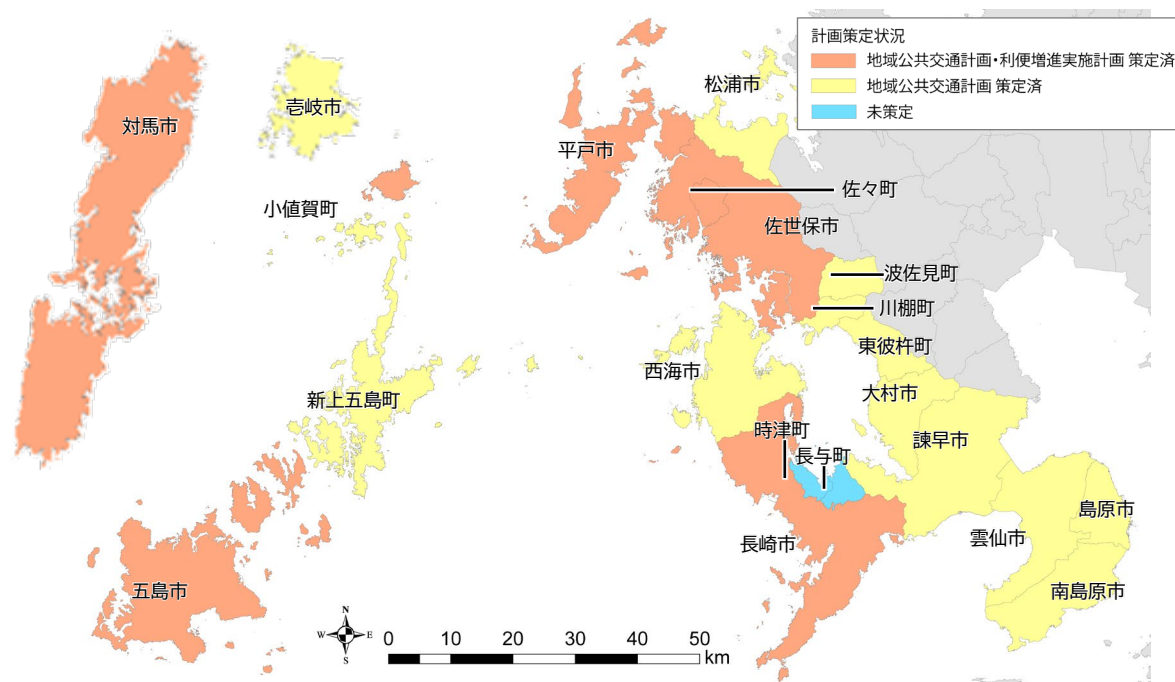 計画策定状況
地域公共交通計画・利便増進実施計画 策定済
地域公共交通計画 策定済
未策定
松浦市
壱岐市
対馬市
平戸市
佐々町
小値賀町
佐世保市
波佐見町
川棚町
東彼杵町
西海市
大村市
新上五島町
時津町
諫早市
長与町
島原市
雲仙市
長崎市
五島市
南島原市
N
W
E
S
0 10 20 30 40 50
km